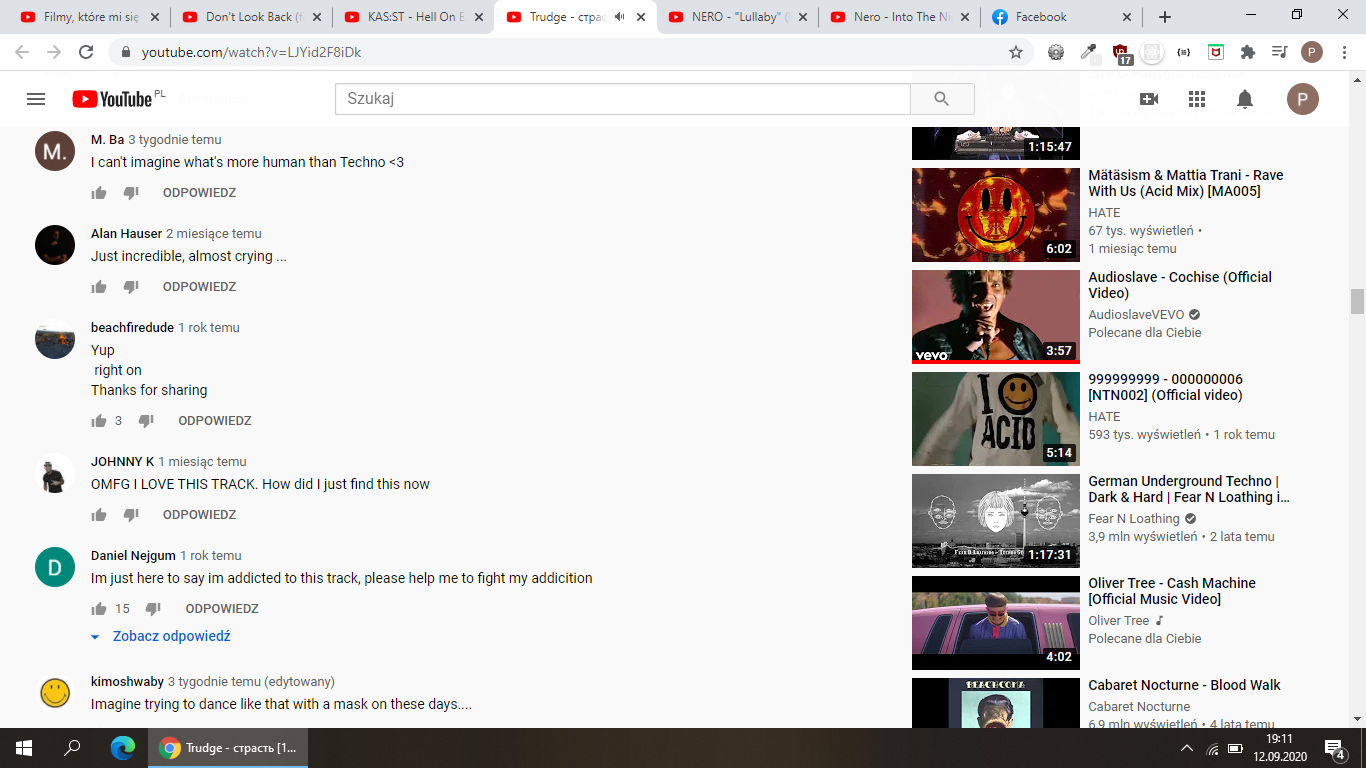 Filmy, które mi się
Don't Look Back (f
KAS:ST - Hell On E
Trudge - страс
NERO - "Lullaby" (
Nero - Into The Ni
Facebook
youtube.com/watch?v=LJYid2F8iDk
17
P
YouTube PL
Szukaj
P
M.
M. Ba 3 tygodnie temu
I can't imagine what's more human than Techno <3
ODPOWIEDZ
Alan Hauser 2 miesiące temu
Just incredible, almost crying ...
ODPOWIEDZ
beachfiredude 1 rok temu
Yup
right on
Thanks for sharing
3 ODPOWIEDZ
JOHNNY K 1 miesiąc temu
OMFG I LOVE THIS TRACK. How did I just find this now
ODPOWIEDZ
D
Daniel Nejgum 1 rok temu
Im just here to say im addicted to this track, please help me to fight my addicition
15 ODPOWIEDZ
Zobacz odpowiedź
kimoshwaby 3 tygodnie temu (edytowany)
Imagine trying to dance like that with a mask on these days....
1:15:47
6:02
Mätäsism & Mattia Trani - Rave
With Us (Acid Mix) [MA005]
HATE
67 tys. wyświetleń •
1 miesiąc temu
vevo
3:57
Audioslave - Cochise (Official
Video)
AudioslaveVEVO
Polecane dla Ciebie
I
ACID
5:14
999999999 - 000000006
[NTN002] (Official video)
HATE
593 tys. wyświetleń • 1 rok temu
1:17:31
German Underground Techno |
Dark & Hard | Fear N Loathing i...
Fear N Loathing
3,9 mln wyświetleń • 2 lata temu
4:02
Oliver Tree - Cash Machine
[Official Music Video]
Oliver Tree
Polecane dla Ciebie
BEACHCOMA
Cabaret Nocturne - Blood Walk
Cabaret Nocturne
6,9 mln wyświetleń • 4 lata temu
Trudge - страсть [1...
19:11
12.09.2020
4